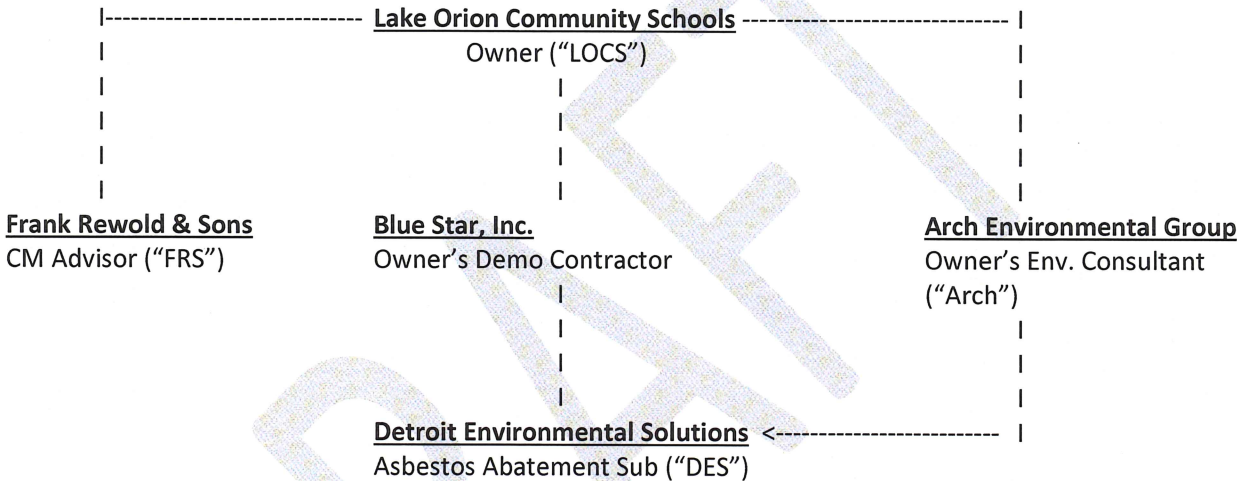 Lake Orion Community Schools
Owner (“LOCS”)
Frank Rewold & Sons
CM Advisor (“FRS”)
Blue Star, Inc.
Owner’s Demo Contractor
Arch Environmental Group
Owner’s Env. Consultant
(“Arch”)
Detroit Environmental Solutions
Asbestos Abatement Sub (“DES”)
DRAFT